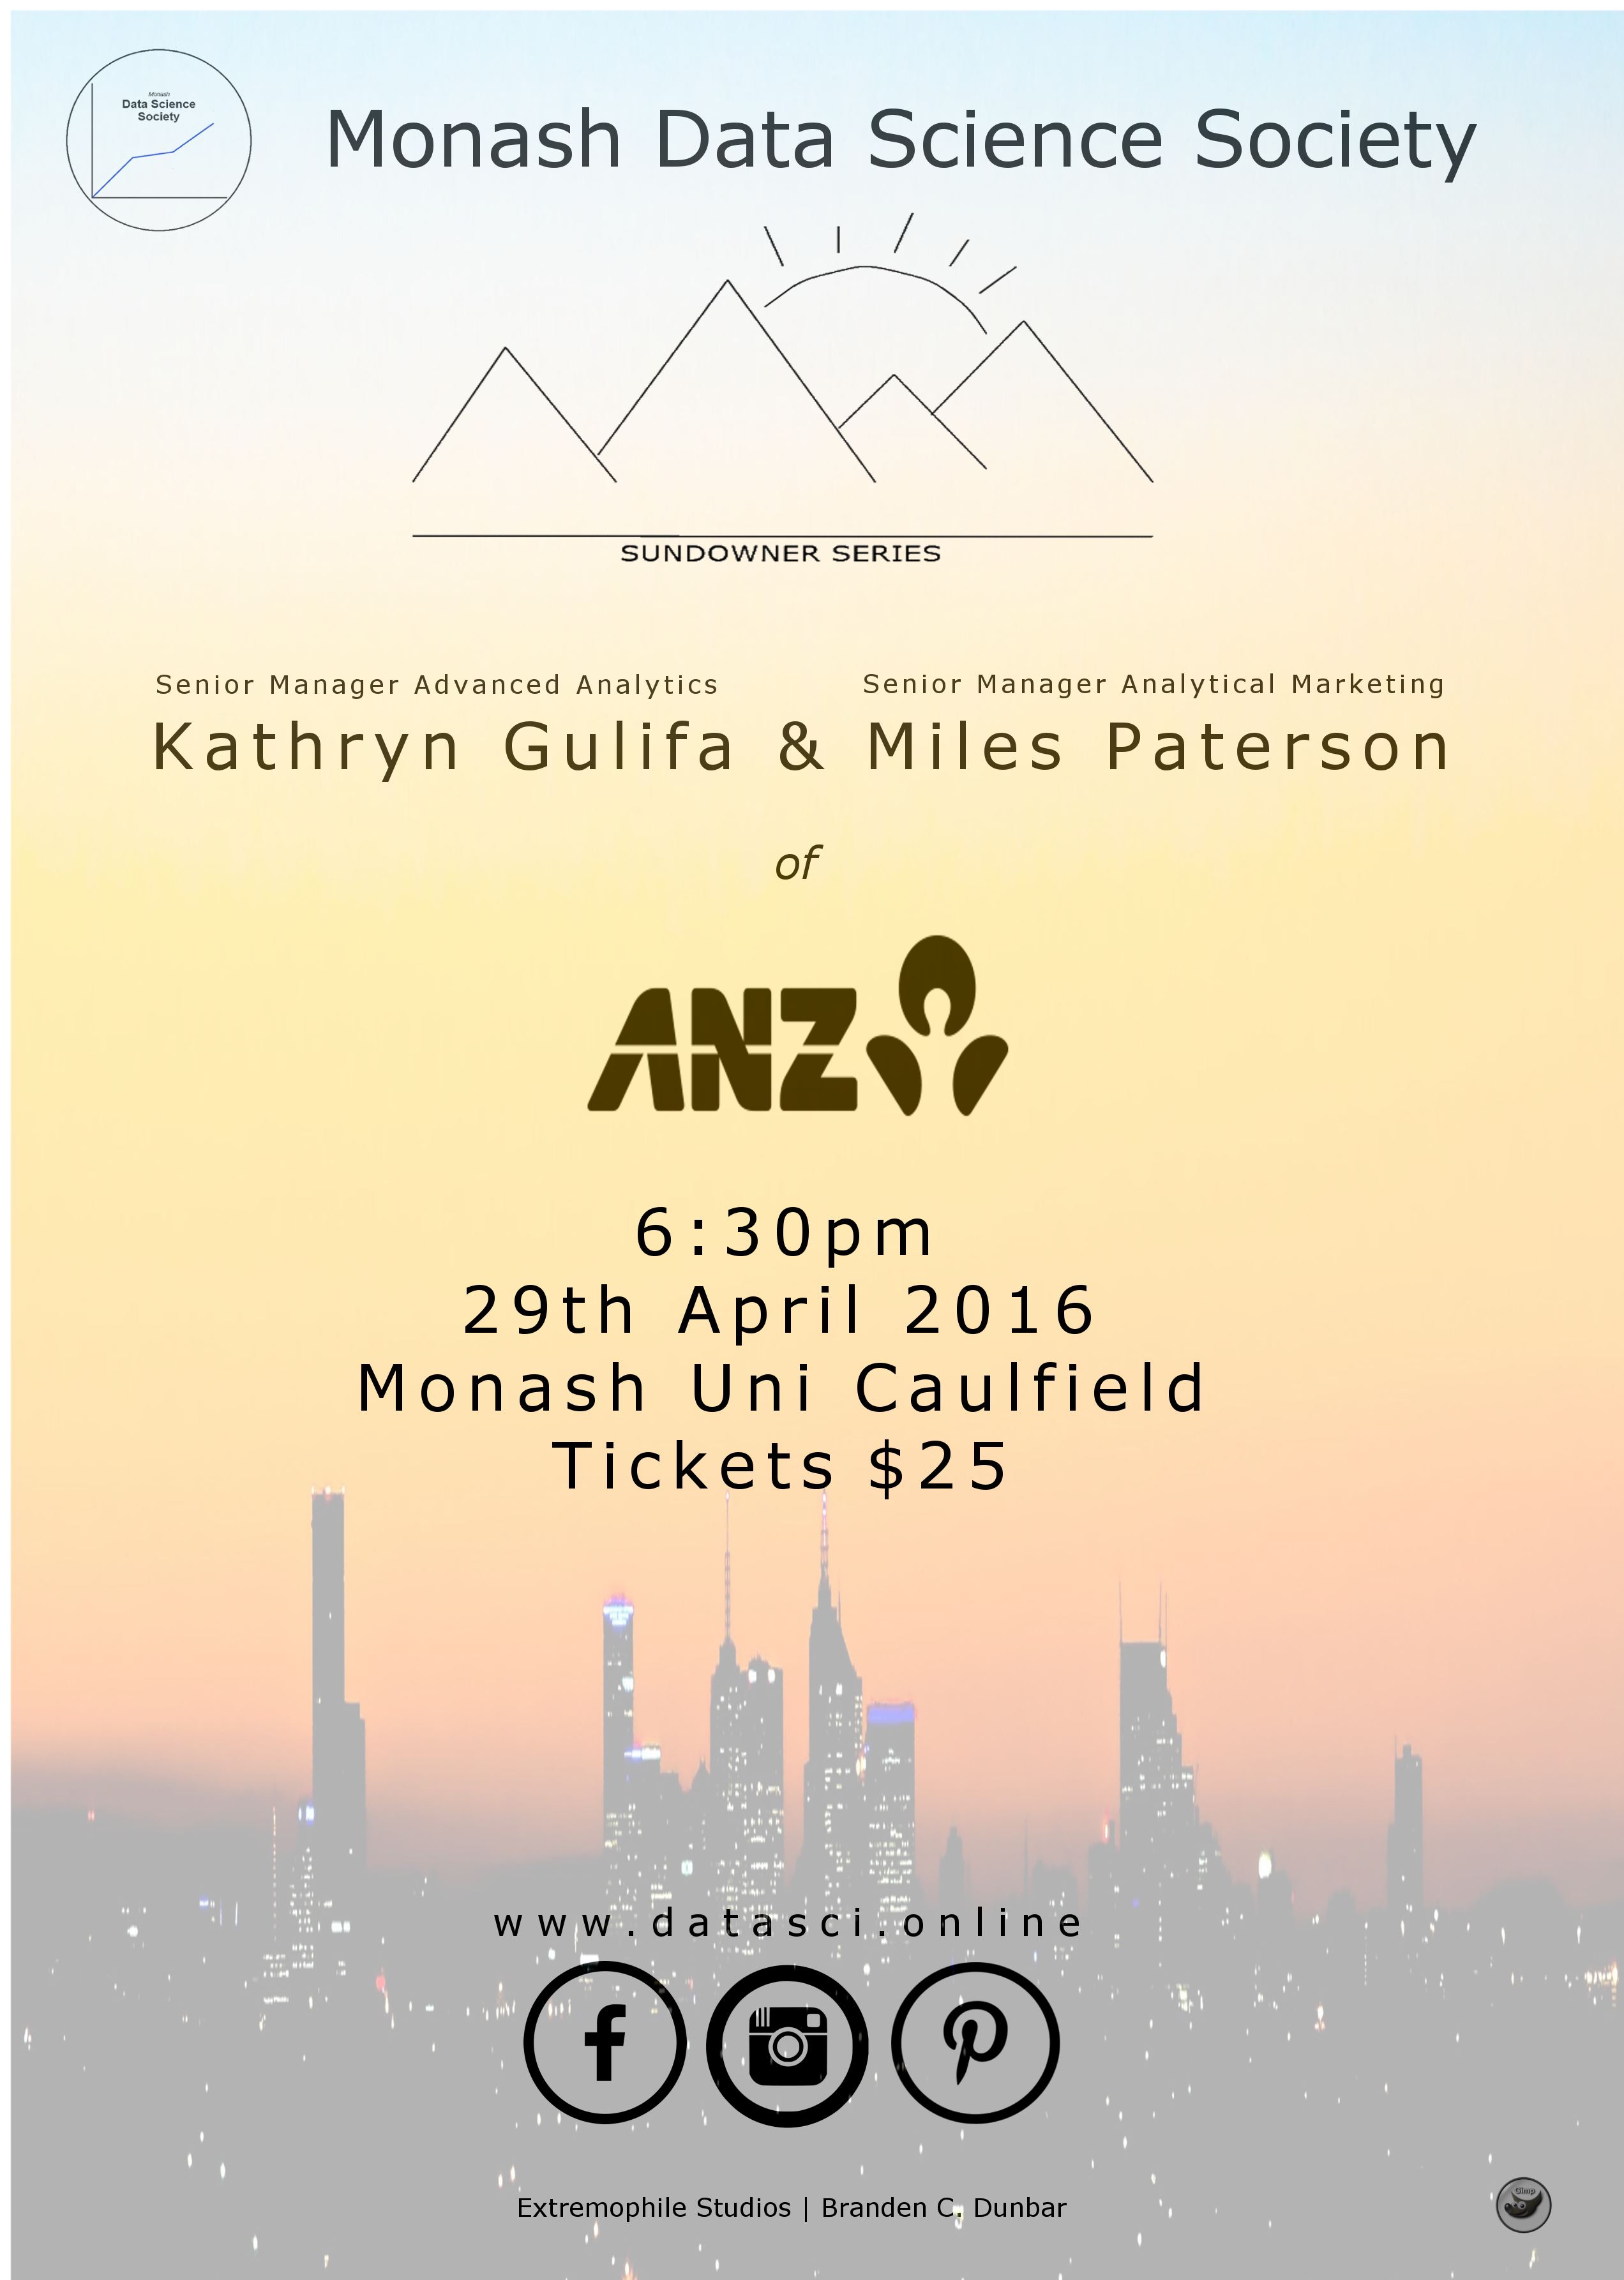 Monash
Data Science
Society
Monash Data Science Society
SUNDOWNER SERIES
Senior Manager Advanced Analytics
Senior Manager Analytical Marketing
Kathryn Gulifa & Miles Paterson
of
ANZ
6:30pm
29th April 2016
Monash Uni Caulfield
Tickets $25
www.datasci.online
Extremophile Studios | Branden C. Dunbar
Gimp